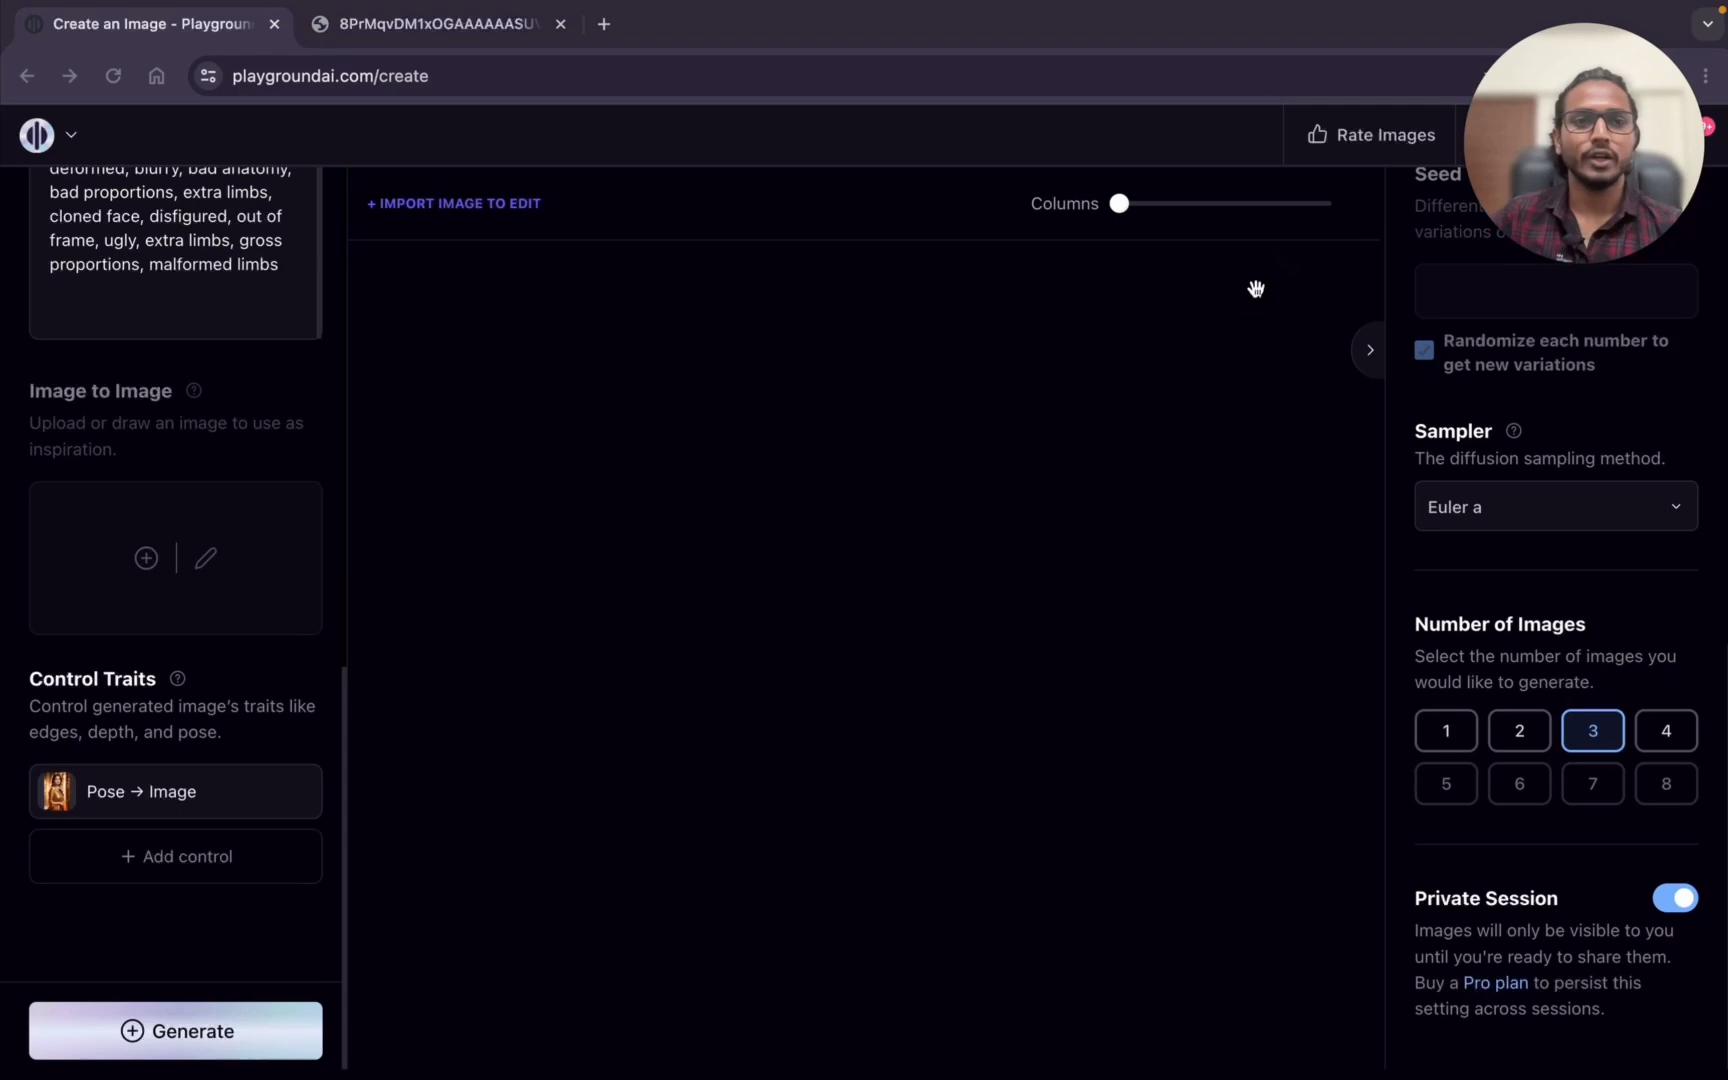 Create an Image - Playgroun
8PrMqvDM1xOGAAAAAASU
playgroundai.com/create
Rate Images
deformed, blurry, bad anatomy,
bad proportions, extra limbs,
cloned face, disfigured, out of
frame, ugly, extra limbs, gross
proportions, malformed limbs
+ IMPORT IMAGE TO EDIT
Columns
Image to Image
Upload or draw an image to use as
inspiration.
Control Traits
Control generated image's traits like
edges, depth, and pose.
Pose → Image
+ Add control
Generate
Seed
Different
variations
Randomize each number to
get new variations
Sampler
The diffusion sampling method.
Euler a
Number of Images
Select the number of images you
would like to generate.
1 2 3 4
5 6 7 8
Private Session
Images will only be visible to you
until you're ready to share them.
Buy a Pro plan to persist this
setting across sessions.